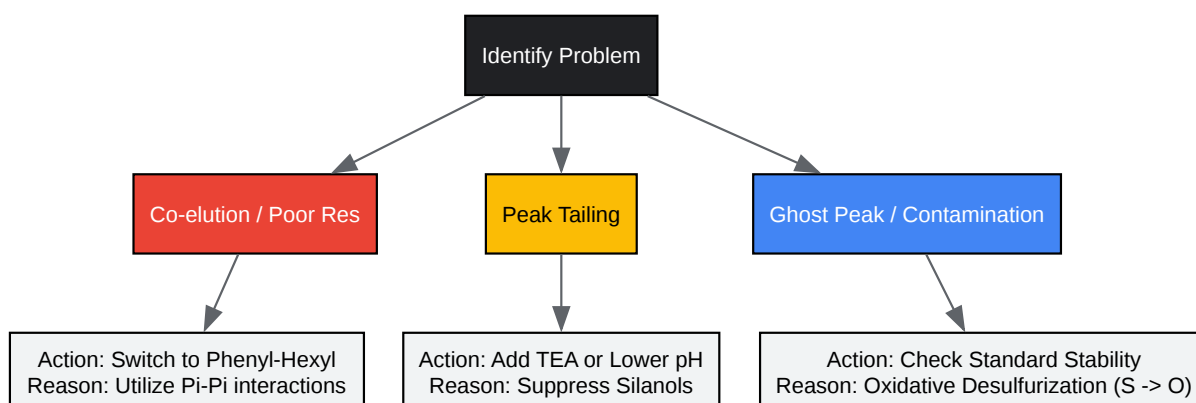 Identify Problem
Co-elution / Poor Res
Peak Tailing
Ghost Peak / Contamination
Action: Switch to Phenyl-Hexyl
Reason: Utilize Pi-Pi interactions
Action: Add TEA or Lower pH
Reason: Suppress Silanols
Action: Check Standard Stability
Reason: Oxidative Desulfurization (S -> O)